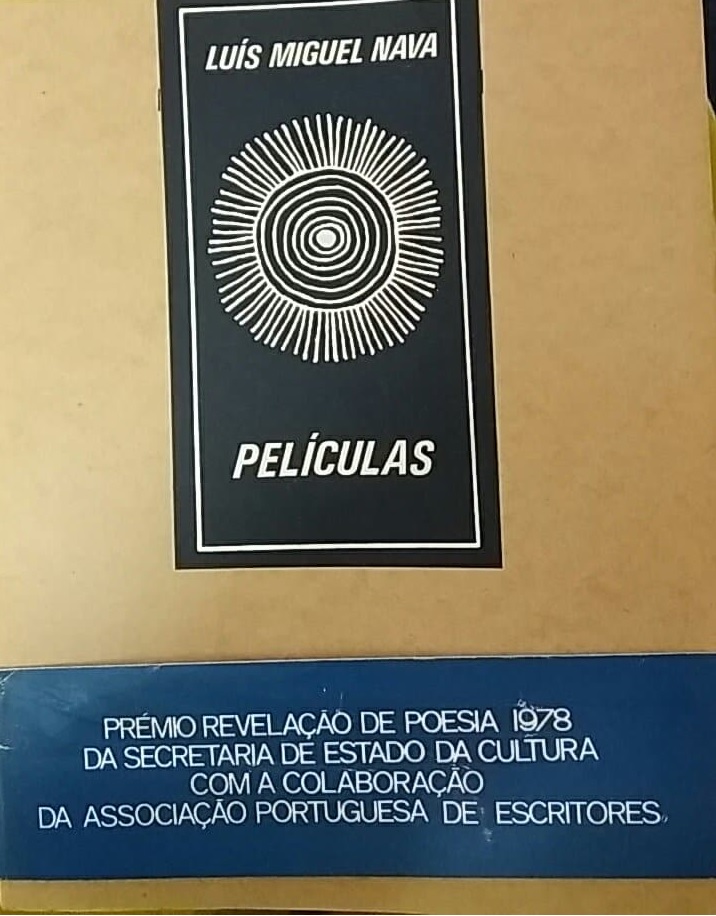 LUÍS MIGUEL NAVA
PELÍCULAS
PRÉMIO REVELAÇÃO DE POESIA 1978
DA SECRETARIA DE ESTADO DA CULTURA
COM A COLABORAÇÃO
DA ASSOCIAÇÃO PORTUGUESA DE ESCRITORES